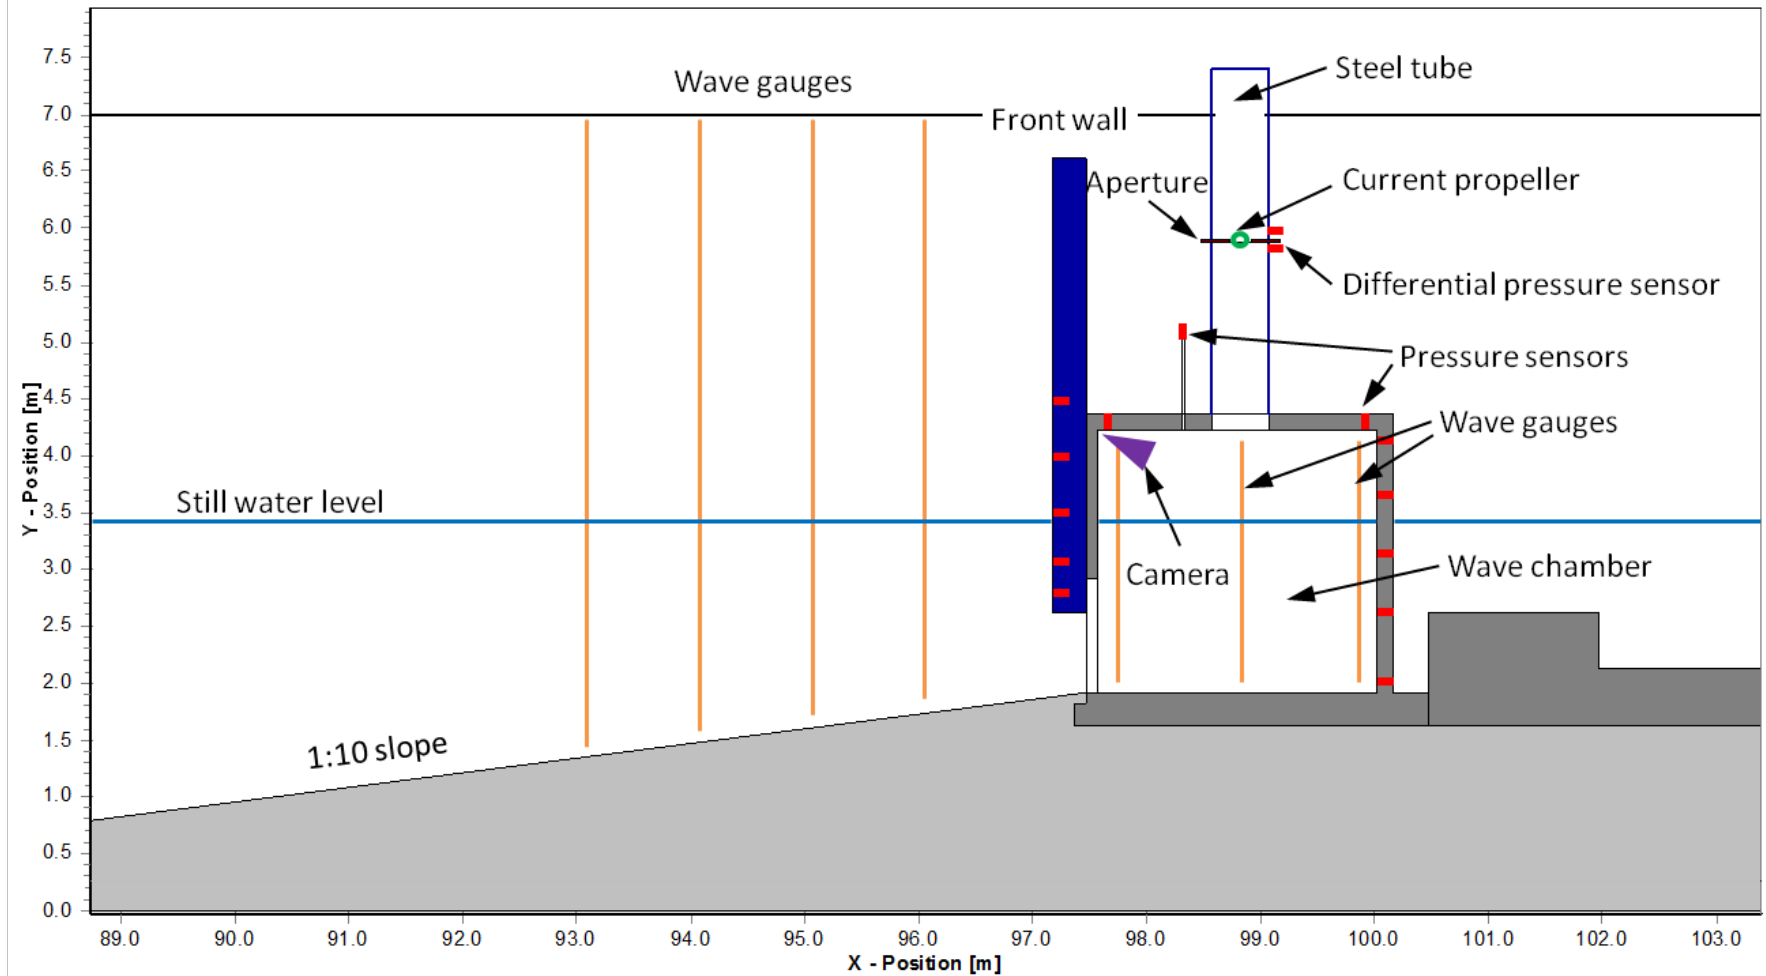 7.5
Steel tube
Wave gauges
7.0
Front wall
6.5
Aperture
Current propeller
6.0
5.5
Differential pressure sensor
5.0
Pressure sensors
4.5
Wave gauges
4.0
Still water level
3.5
Camera
Wave chamber
3.0
2.5
2.0
1.5
1:10 slope
1.0
0.5
0.0
Y - Position [m]
89.0 90.0 91.0 92.0 93.0 94.0 95.0 96.0 97.0 98.0 99.0 100.0 101.0 102.0 103.0
X - Position [m]